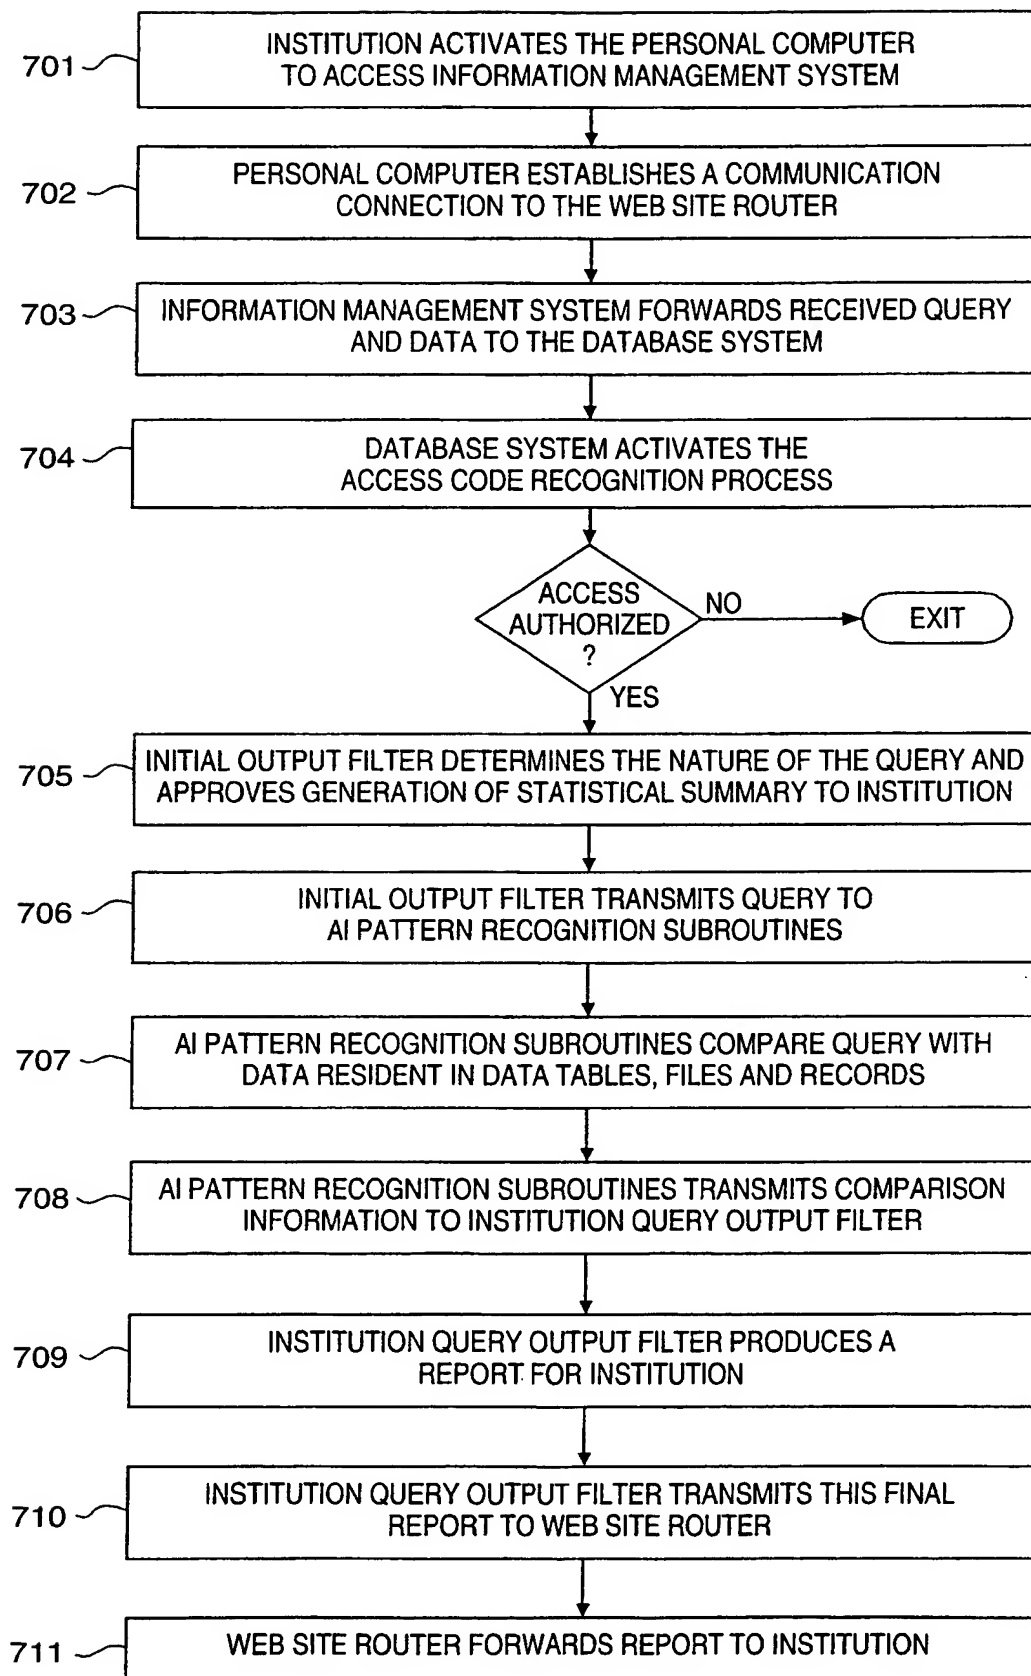 701
INSTITUTION ACTIVATES THE PERSONAL COMPUTER
TO ACCESS INFORMATION MANAGEMENT SYSTEM
702
PERSONAL COMPUTER ESTABLISHES A COMMUNICATION
CONNECTION TO THE WEB SITE ROUTER
703
INFORMATION MANAGEMENT SYSTEM FORWARDS RECEIVED QUERY
AND DATA TO THE DATABASE SYSTEM
704
DATABASE SYSTEM ACTIVATES THE
ACCESS CODE RECOGNITION PROCESS
ACCESS
AUTHORIZED
?
NO
EXIT
YES
705
INITIAL OUTPUT FILTER DETERMINES THE NATURE OF THE QUERY AND
APPROVES GENERATION OF STATISTICAL SUMMARY TO INSTITUTION
706
INITIAL OUTPUT FILTER TRANSMITS QUERY TO
AI PATTERN RECOGNITION SUBROUTINES
707
AI PATTERN RECOGNITION SUBROUTINES COMPARE QUERY WITH
DATA RESIDENT IN DATA TABLES, FILES AND RECORDS
708
AI PATTERN RECOGNITION SUBROUTINES TRANSMITS COMPARISON
INFORMATION TO INSTITUTION QUERY OUTPUT FILTER
709
INSTITUTION QUERY OUTPUT FILTER PRODUCES A
REPORT FOR INSTITUTION
710
INSTITUTION QUERY OUTPUT FILTER TRANSMITS THIS FINAL
REPORT TO WEB SITE ROUTER
711
WEB SITE ROUTER FORWARDS REPORT TO INSTITUTION